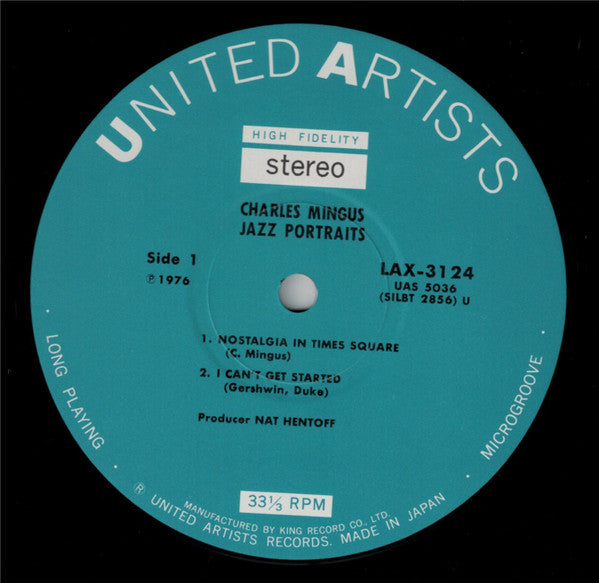 UNITED ARTISTS
HIGH FIDELITY
stereo
CHARLES MINGUS
JAZZ PORTRAITS
Side 1
℗ 1976
LAX-3124
UAS 5036
(SILBT 2856) U
1. NOSTALGIA IN TIMES SQUARE
(C. Mingus)
2. I CAN'T GET STARTED
(Gershwin, Duke)
Producer NAT HENTOFF
· LONG PLAYING ·
· MICROGROOVE ·
33⅓ RPM
MANUFACTURED BY KING RECORD CO., LTD.
® UNITED ARTISTS RECORDS. MADE IN JAPAN